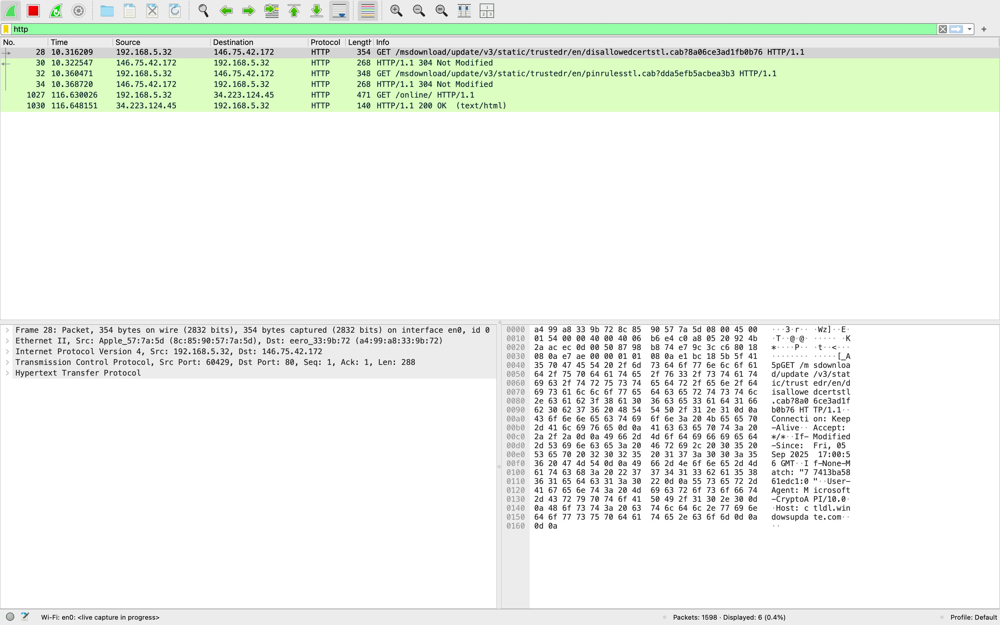 http
No. Time Source Destination Protocol Length Info
28 10.316209 192.168.5.32 146.75.42.172 HTTP 354 GET /msdownload/update/v3/static/trustedr/en/disallowedcertstl.cab?8a06ce3ad1fb0b76 HTTP/1.1
30 10.322547 146.75.42.172 192.168.5.32 HTTP 268 HTTP/1.1 304 Not Modified
32 10.360471 192.168.5.32 146.75.42.172 HTTP 348 GET /msdownload/update/v3/static/trustedr/en/pinrulesstl.cab?dda5efb5acbea3b3 HTTP/1.1
34 10.368720 146.75.42.172 192.168.5.32 HTTP 268 HTTP/1.1 304 Not Modified
1027 116.630026 192.168.5.32 34.223.124.45 HTTP 471 GET /online/ HTTP/1.1
1030 116.648151 34.223.124.45 192.168.5.32 HTTP 140 HTTP/1.1 200 OK  (text/html)
Frame 28: Packet, 354 bytes on wire (2832 bits), 354 bytes captured (2832 bits) on interface en0, id 0
Ethernet II, Src: Apple_57:7a:5d (8c:85:90:57:7a:5d), Dst: eero_33:9b:72 (a4:99:a8:33:9b:72)
Internet Protocol Version 4, Src: 192.168.5.32, Dst: 146.75.42.172
Transmission Control Protocol, Src Port: 60429, Dst Port: 80, Seq: 1, Ack: 1, Len: 288
Hypertext Transfer Protocol
0000 a4 99 a8 33 9b 72 8c 85 90 57 7a 5d 08 00 45 00 ···3·r·· ·Wz]··E·
0010 01 54 00 00 40 00 40 06 b6 e4 c0 a8 05 20 92 4b ·T··@·@· ····· ·K
0020 2a ac ec 0d 00 50 87 98 b8 74 e7 9c 3c c6 80 18 *····P·· ·t··<···
0030 08 0a e7 ae 00 00 01 01 08 0a e1 bc 18 5b 5f 41 ········ ·····[_A
0040 35 70 47 45 54 20 2f 6d 73 64 6f 77 6e 6c 6f 61 5pGET /m sdownloa
0050 64 2f 75 70 64 61 74 65 2f 76 33 2f 73 74 61 74 d/update /v3/stat
0060 69 63 2f 74 72 75 73 74 65 64 72 2f 65 6e 2f 64 ic/trust edr/en/d
0070 69 73 61 6c 6c 6f 77 65 64 63 65 72 74 73 74 6c isallowe dcertstl
0080 2e 63 61 62 3f 38 61 30 36 63 65 33 61 64 31 66 .cab?8a0 6ce3ad1f
0090 62 30 62 37 36 20 48 54 54 50 2f 31 2e 31 0d 0a b0b76 HT TP/1.1··
00a0 43 6f 6e 6e 65 63 74 69 6f 6e 3a 20 4b 65 65 70 Connecti on: Keep
00b0 2d 41 6c 69 76 65 0d 0a 41 63 63 65 70 74 3a 20 -Alive·· Accept:
00c0 2a 2f 2a 0d 0a 49 66 2d 4d 6f 64 69 66 69 65 64 */*··If- Modified
00d0 2d 53 69 6e 63 65 3a 20 46 72 69 2c 20 30 35 20 -Since:  Fri, 05
00e0 53 65 70 20 32 30 32 35 20 31 37 3a 30 30 3a 35 Sep 2025  17:00:5
00f0 36 20 47 4d 54 0d 0a 49 66 2d 4e 6f 6e 65 2d 4d 6 GMT··I f-None-M
0100 61 74 63 68 3a 20 22 37 37 34 31 33 62 61 35 38 atch: "7 7413ba58
0110 36 31 65 64 63 31 3a 30 22 0d 0a 55 73 65 72 2d 61edc1:0 "··User-
0120 41 67 65 6e 74 3a 20 4d 69 63 72 6f 73 6f 66 74 Agent: M icrosoft
0130 2d 43 72 79 70 74 6f 41 50 49 2f 31 30 2e 30 0d -CryptoA PI/10.0·
0140 0a 48 6f 73 74 3a 20 63 74 6c 64 6c 2e 77 69 6e ·Host: c tldl.win
0150 64 6f 77 73 75 70 64 61 74 65 2e 63 6f 6d 0d 0a dowsupda te.com··
0160 0d 0a ··
Wi-Fi: en0: <live capture in progress> Packets: 1598 · Displayed: 6 (0.4%) Profile: Default